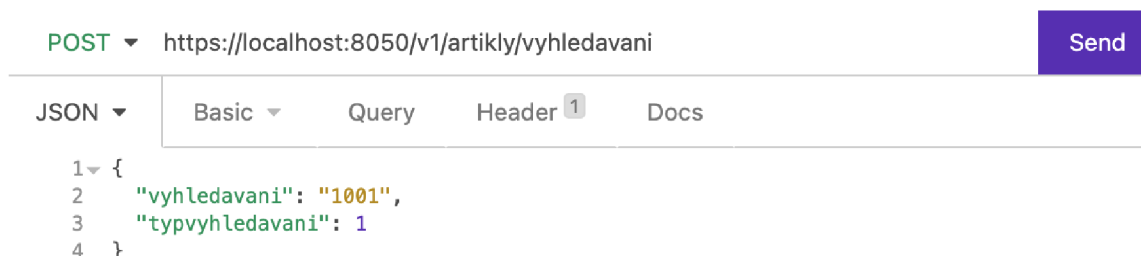 POST https://localhost:8050/v1/artikly/vyhledavani Send
JSON Basic Query Header 1 Docs
1 {
2 "vyhledavani": "1001",
3 "typvyhledavani": 1
4 }